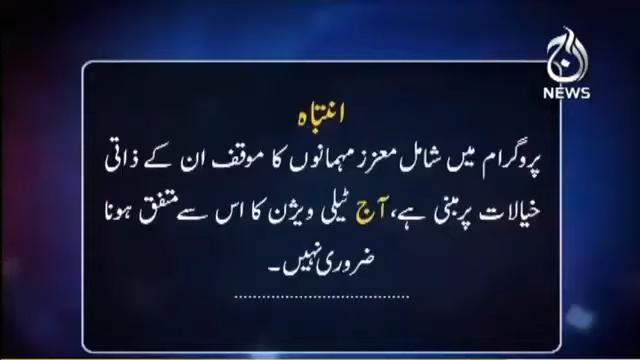 آج
NEWS
انتباہ
پروگرام میں شامل معزز مہمانوں کا موقف ان کے ذاتی
خیالات پر مبنی ہے، آج ٹیلی ویژن کا اس سے متفق ہونا
ضروری نہیں۔